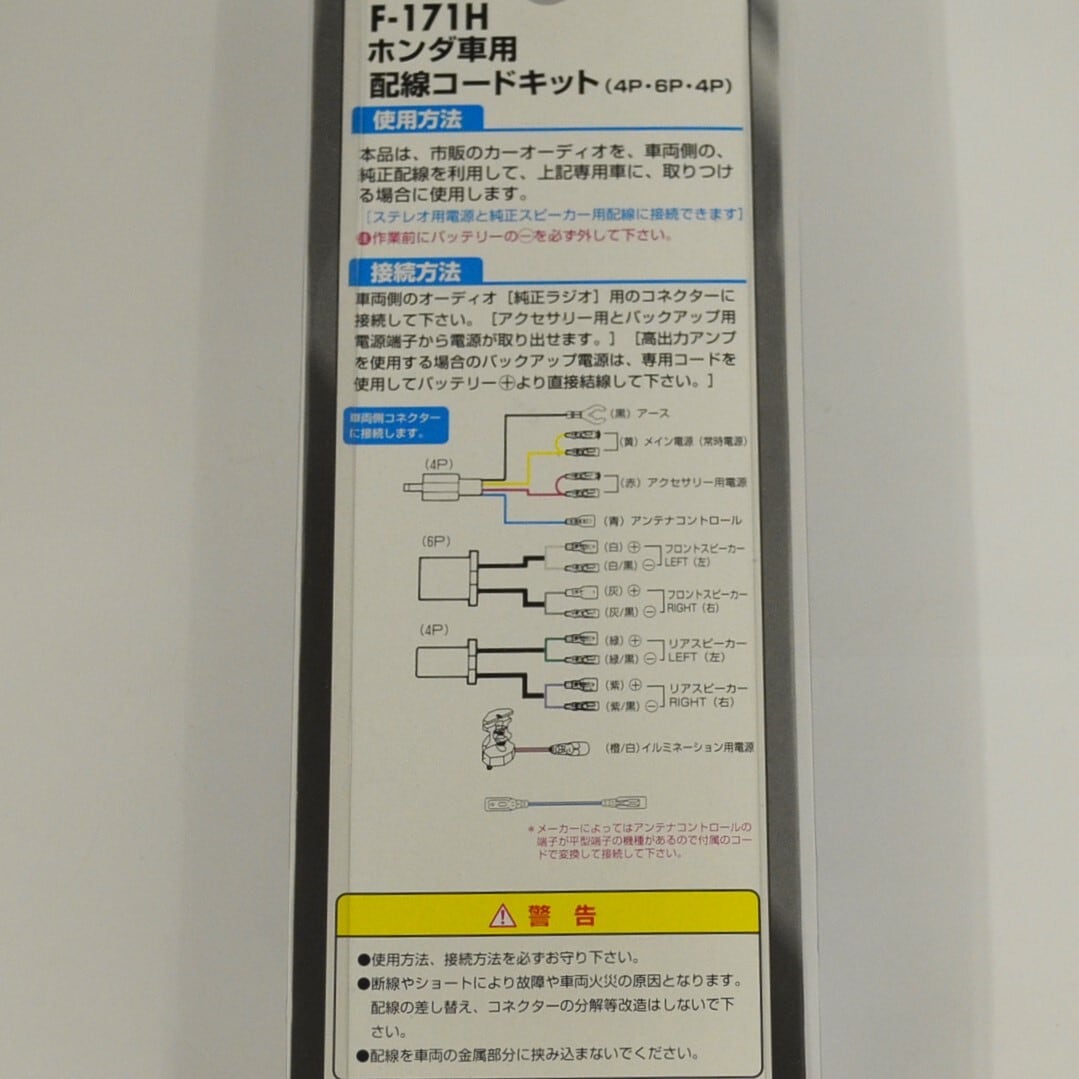 F-171H
ホンダ車用
配線コードキット(4P・6P・4P)
使用方法
本品は、市販のカーオーディオを、車両側の、
純正配線を利用して、上記専用車に、取りつけ
る場合に使用します。
[ステレオ用電源と純正スピーカー用配線に接続できます]
注作業前にバッテリーの⊖を必ず外して下さい。
接続方法
車両側のオーディオ[純正ラジオ]用のコネクターに
接続して下さい。[アクセサリー用とバックアップ用
電源端子から電源が取り出せます。][高出力アンプ
を使用する場合のバックアップ電源は、専用コードを
使用してバッテリー⊕より直接結線して下さい。]
車両側コネクター
に接続します。
(黒) アース
(黄) メイン電源(常時電源)
(4P)
(赤) アクセサリー用電源
(青) アンテナコントロール
(6P)
(白) ⊕
(白/黒) ⊖
フロントスピーカー
LEFT (左)
(灰) ⊕
(灰/黒) ⊖
フロントスピーカー
RIGHT (右)
(4P)
(緑) ⊕
(緑/黒) ⊖
リアスピーカー
LEFT (左)
(紫) ⊕
(紫/黒) ⊖
リアスピーカー
RIGHT (右)
(橙/白)イルミネーション用電源
*メーカーによってはアンテナコントロールの
端子が平型端子の機種があるので付属のコー
ドで変換して接続して下さい。
⚠ 警告
●使用方法、接続方法を必ずお守り下さい。
●断線やショートにより故障や車両火災の原因となります。
配線の差し替え、コネクターの分解等改造はしないで下
さい。
●配線を車両の金属部分に挟み込まないでください。